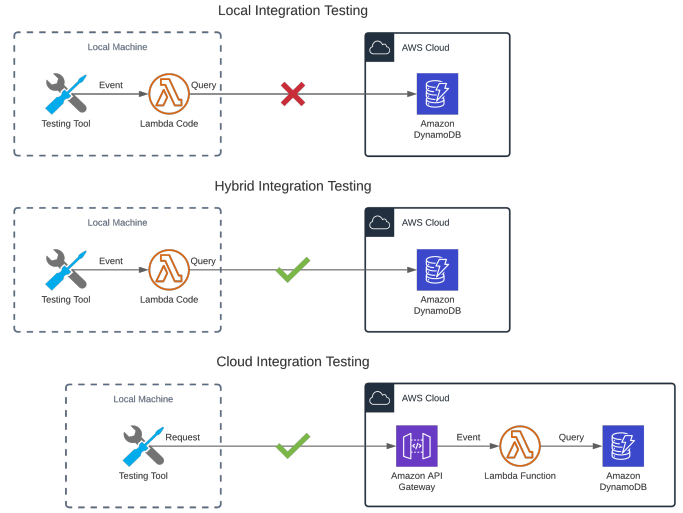 Local Integration Testing
Local Machine
AWS Cloud
Event
Query
Testing Tool
Lambda Code
Amazon
DynamoDB
Hybrid Integration Testing
Local Machine
AWS Cloud
Event
Query
Testing Tool
Lambda Code
Amazon
DynamoDB
Cloud Integration Testing
Local Machine
AWS Cloud
Request
Event
Query
Testing Tool
Amazon API
Gateway
Lambda Function
Amazon
DynamoDB